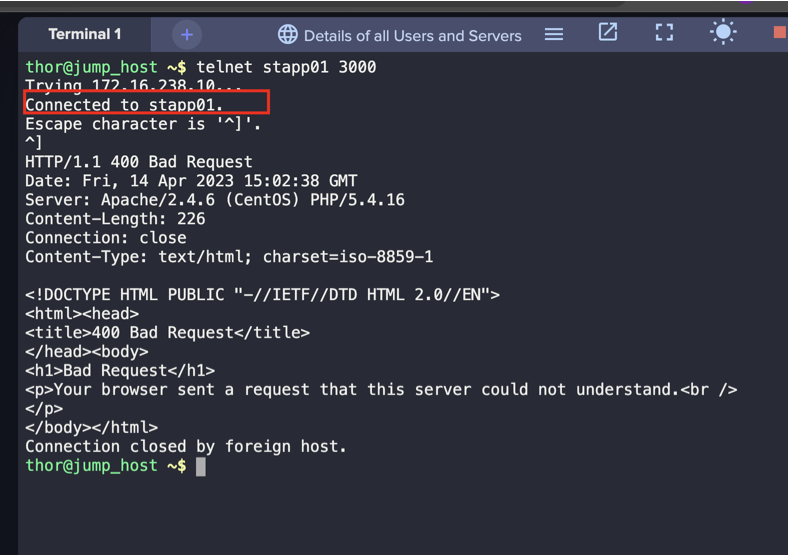 Terminal 1
+
Details of all Users and Servers
thor@jump_host ~$ telnet stapp01 3000
Trying 172.16.238.10...
Connected to stapp01.
Escape character is '^]'.
^]
HTTP/1.1 400 Bad Request
Date: Fri, 14 Apr 2023 15:02:38 GMT
Server: Apache/2.4.6 (CentOS) PHP/5.4.16
Content-Length: 226
Connection: close
Content-Type: text/html; charset=iso-8859-1

<!DOCTYPE HTML PUBLIC "-//IETF//DTD HTML 2.0//EN">
<html><head>
<title>400 Bad Request</title>
</head><body>
<h1>Bad Request</h1>
<p>Your browser sent a request that this server could not understand.<br />
</p>
</body></html>
Connection closed by foreign host.
thor@jump_host ~$